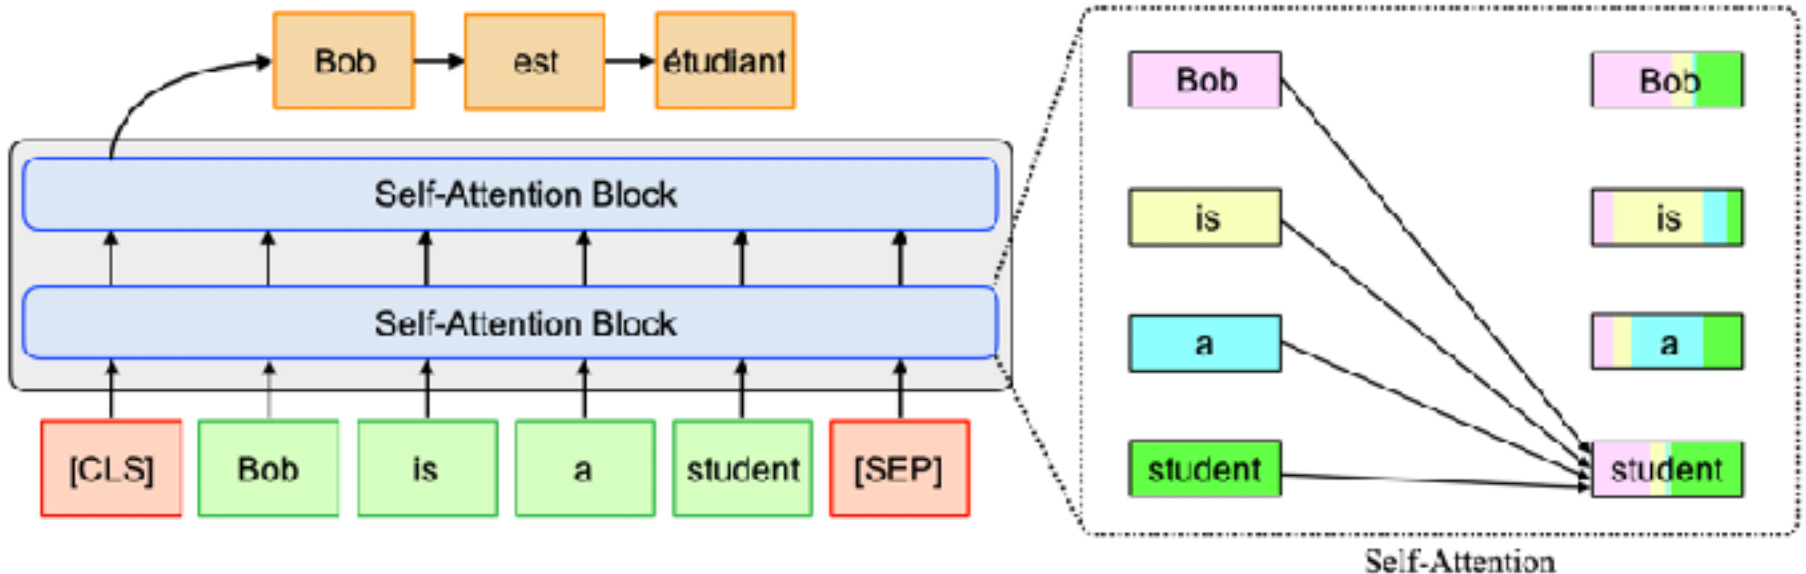 Bob est étudiant
Self-Attention Block
Self-Attention Block
[CLS] Bob is a student [SEP]
Bob Bob
is is
a a
student student
Self-Attention